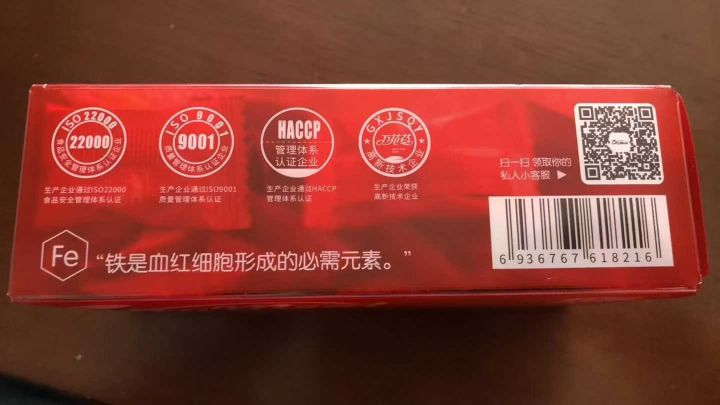 ISO 22000
22000
食品安全管理体系认证企业
生产企业通过ISO22000
食品安全管理体系认证
ISO 9001
9001
质量管理体系认证企业
生产企业通过ISO9001
质量管理体系认证
HACCP
管理体系
认证企业
生产企业通过HACCP
管理体系认证
GXJSQY
高新技术企业
生产企业荣获
高新技术企业
扫一扫 领取你的
私人小客服 ▶
Fe
“铁是血红细胞形成的必需元素。”
6 936767 618216